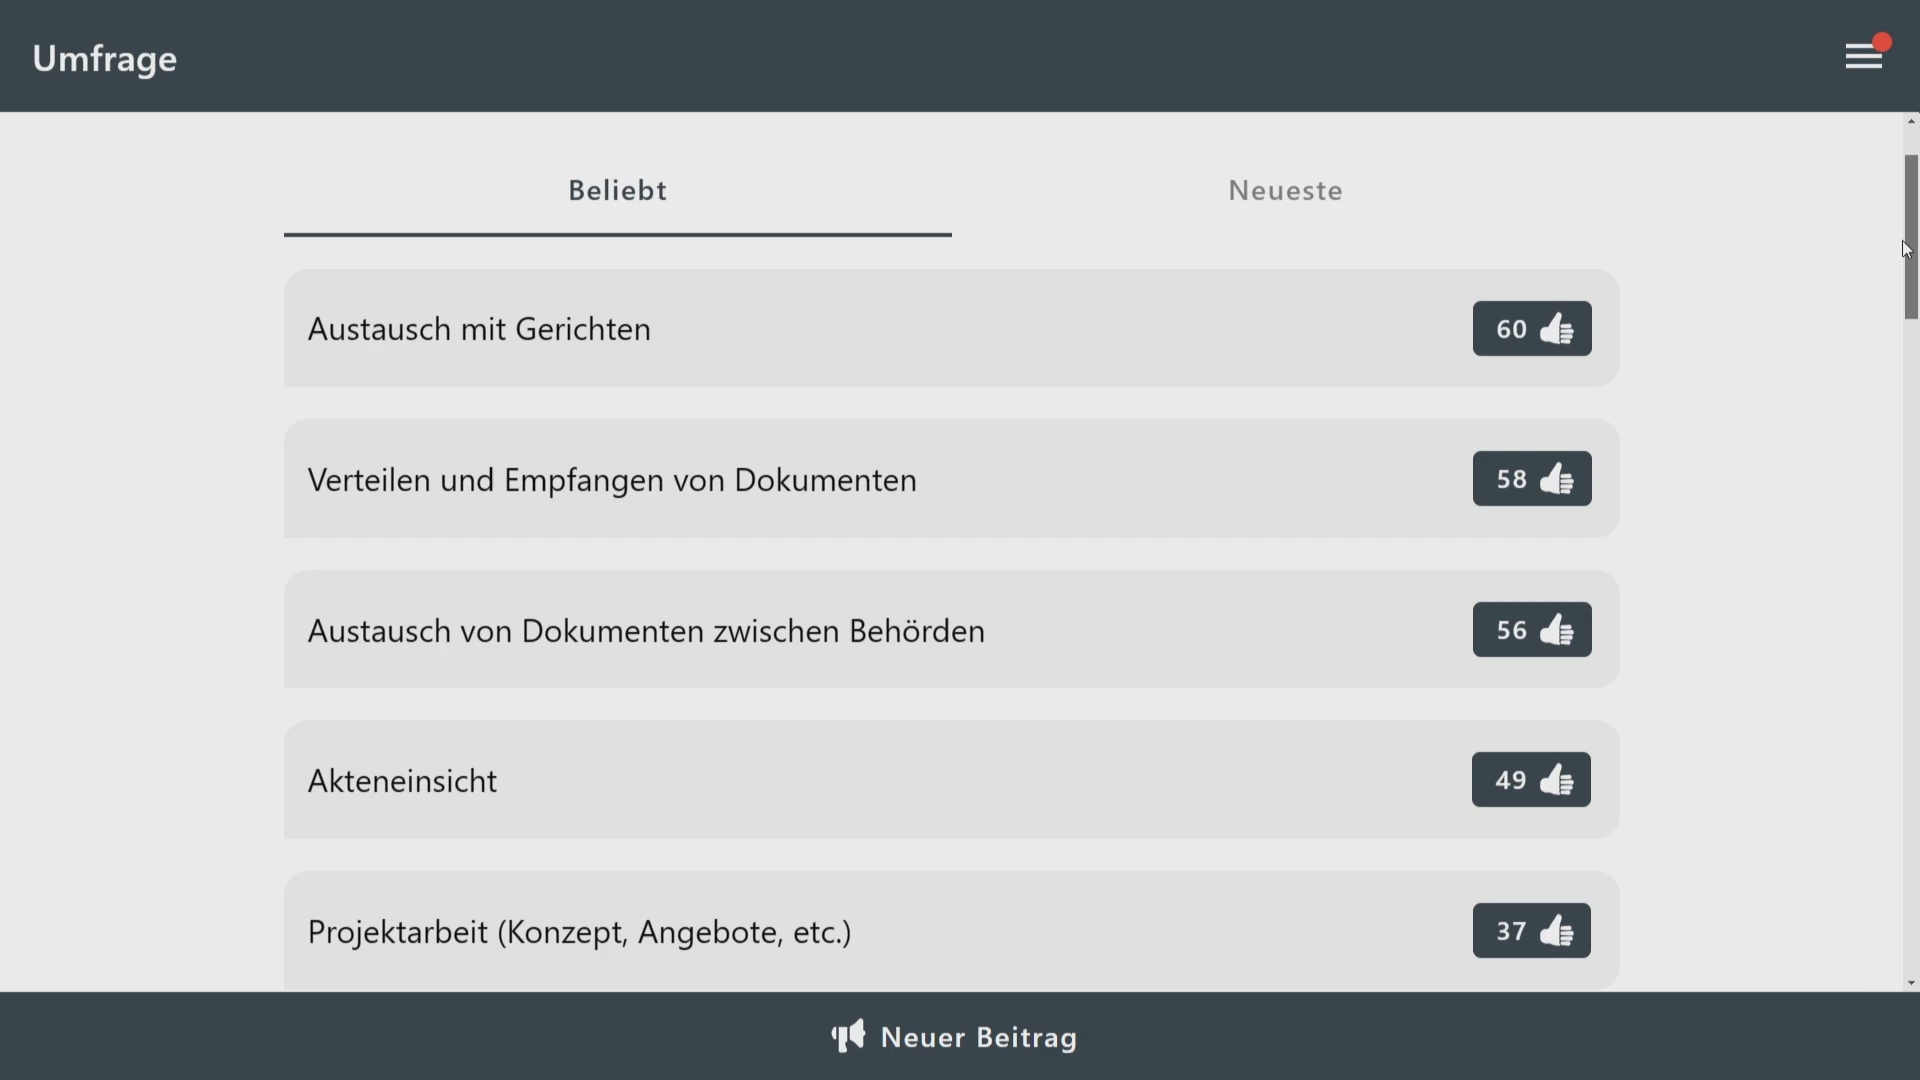 Umfrage
Beliebt
Neueste
Austausch mit Gerichten
60
Verteilen und Empfangen von Dokumenten
58
Austausch von Dokumenten zwischen Behörden
56
Akteneinsicht
49
Projektarbeit (Konzept, Angebote, etc.)
37
Neuer Beitrag